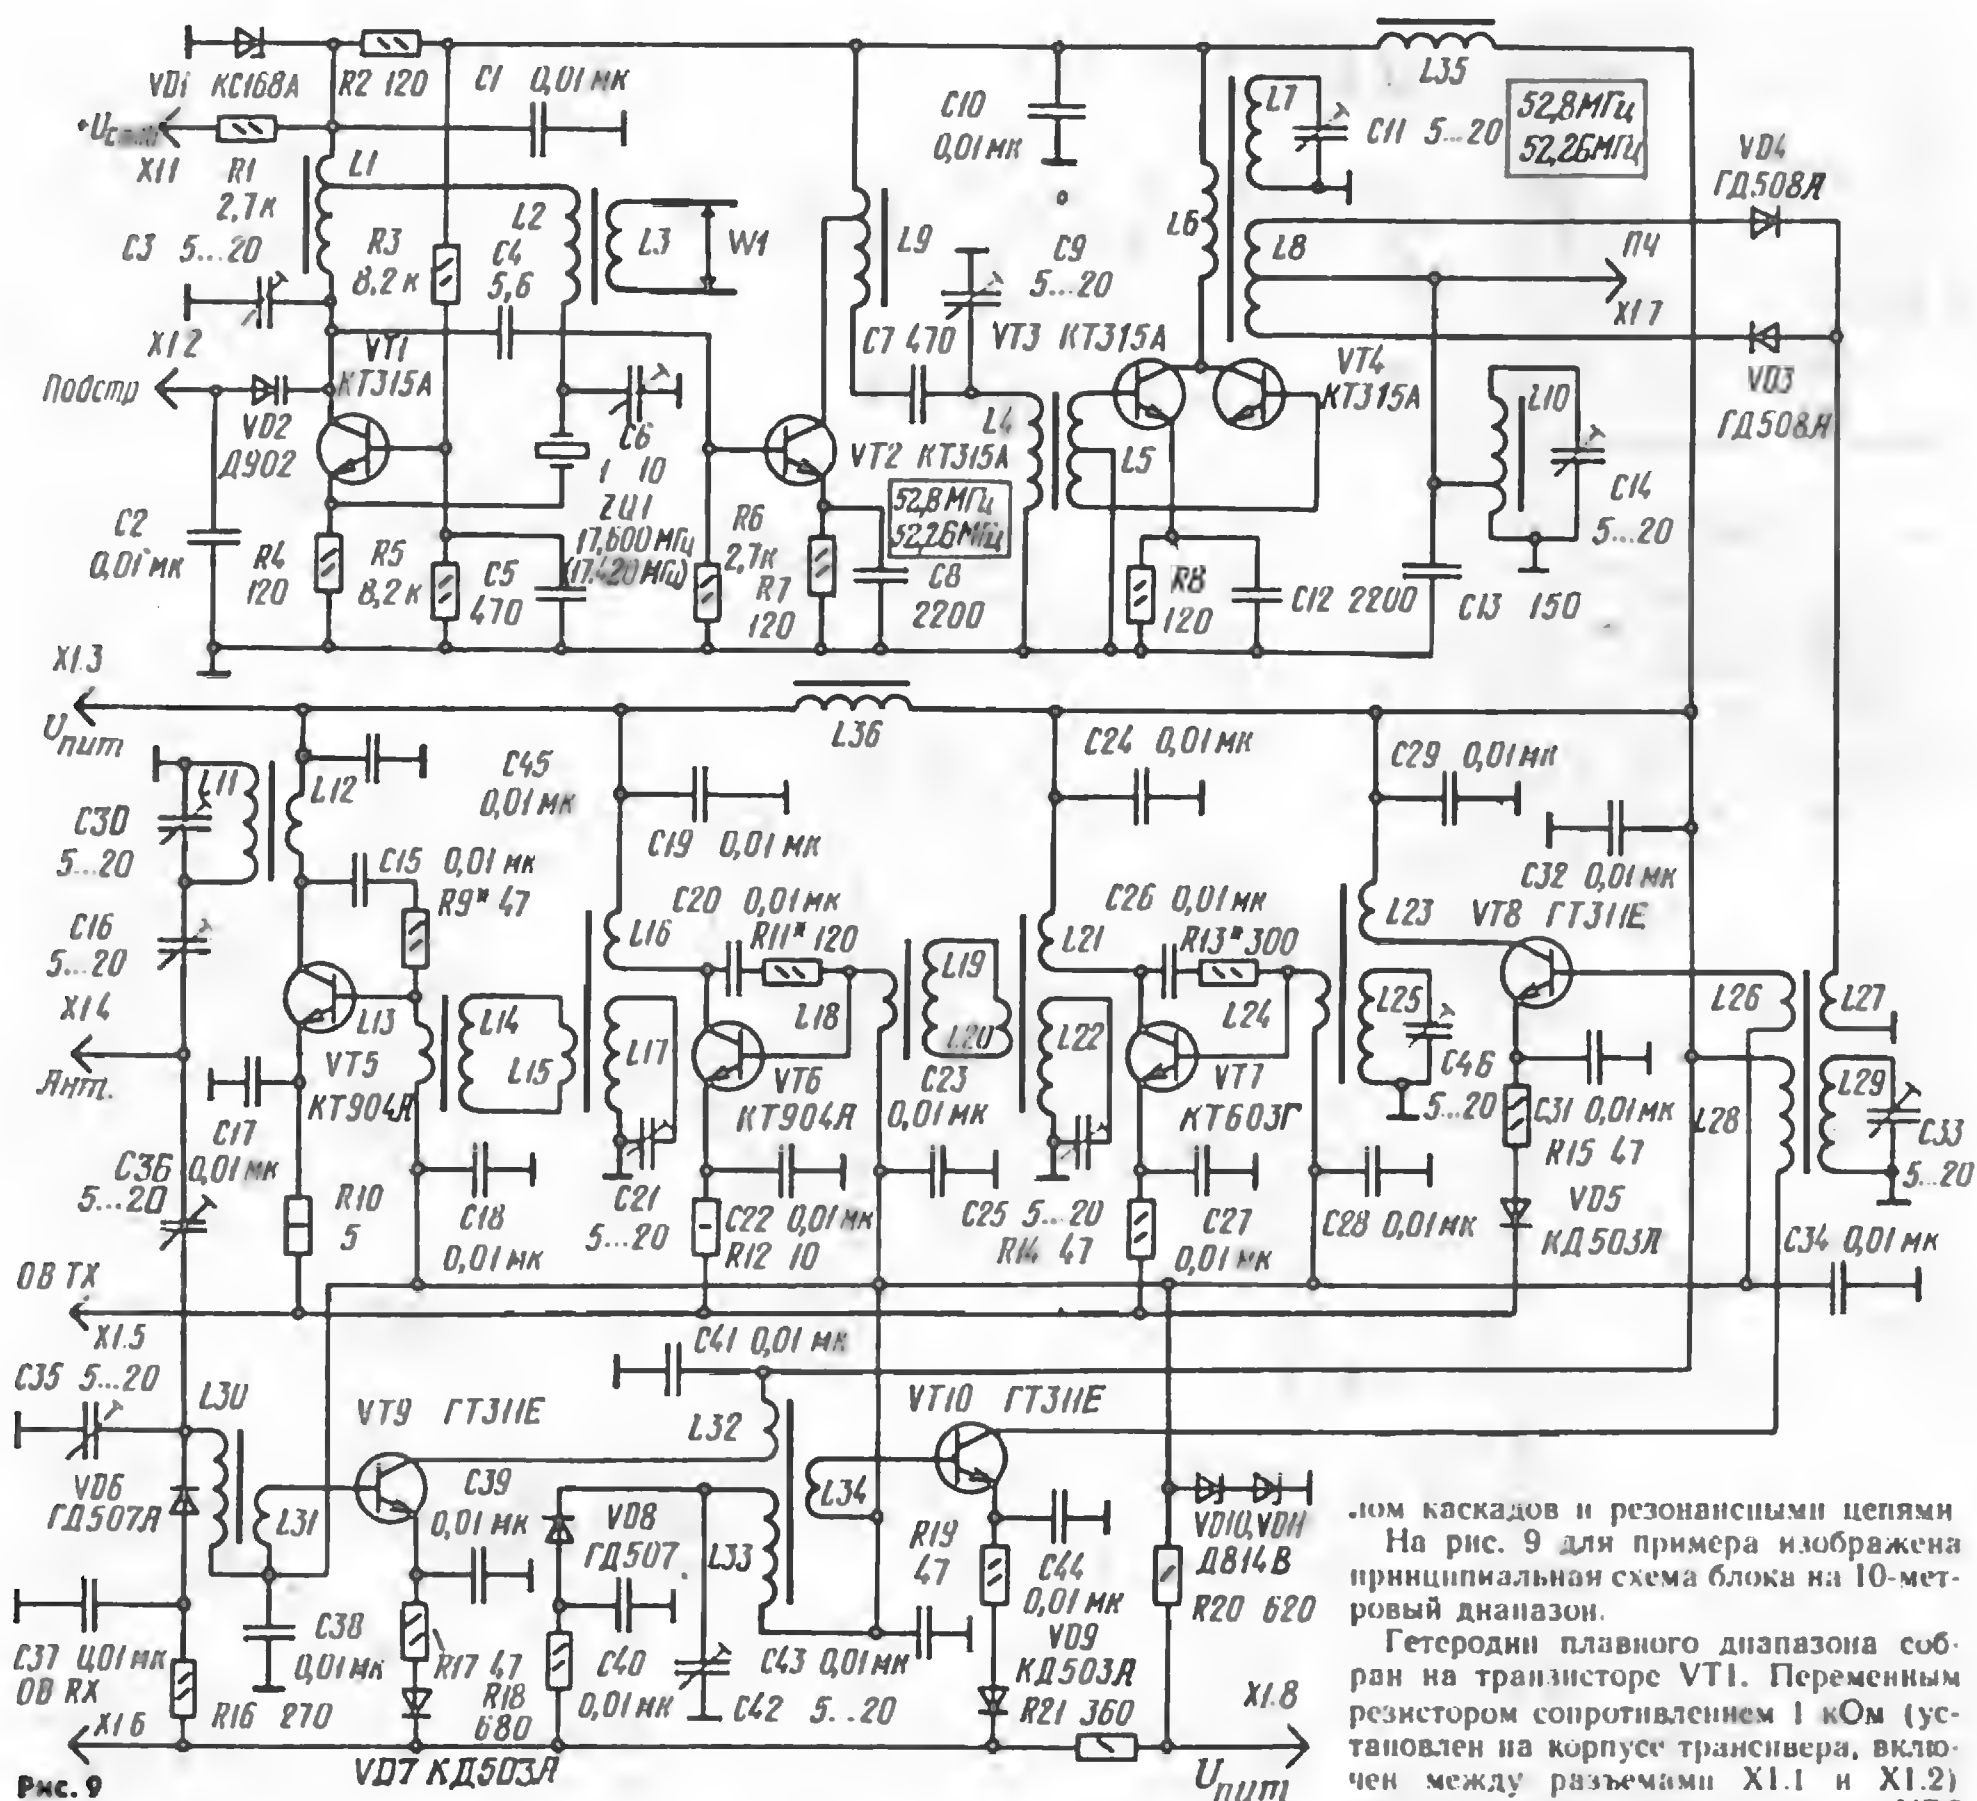 VD1 КС168А
R2 120
C1 0,01 мк
X1.1
R1
2,7к
L1
C3 5...20
R3
8,2к
C4
5,6
L2
L3
W1
L9
C10
0,01 мк
C9
5...20
L6
L7
C11 5...20
L35
52,8МГц
52,26МГц
VD4
ГД508А
L8
ПЧ
X1.7
X1.2
Подстр
VT1
КТ315А
VD2
Д902
C7 470
VT3 КТ315А
VT4
КТ315А
VD3
ГД508А
L10
C14
5...20
C2
0,01 мк
R4
120
R5
8,2к
C5
470
C6
1 10
ZQ1
17,600 МГц
(17,420 МГц)
R6
2,7к
R7
120
VT2 КТ315А
52,8 МГц
52,26 МГц
C8
2200
L4
L5
R8
120
C12 2200
C13 150
X1.3
Uпит
L36
C30
5...20
L11
L12
C45
0,01 мк
C19 0,01 мк
C24 0,01 мк
C29 0,01 мк
C32 0,01 мк
C16
5...20
C15 0,01 мк
R9* 47
L16
C20 0,01 мк
R11* 120
L18
L19
L20
L21
C26 0,01 мк
R13* 300
L24
L23
VT8 ГТ311Е
L25
L26
L27
X1.4
Ант.
L13
VT5
КТ904А
L14
L15
L17
VT6
КТ904А
C23
0,01 мк
L22
VT7
КТ603Г
C46
5...20
C31 0,01 мк
R15 47
L28
L29
C33
5...20
C17
0,01 мк
C36
5...20
R10
5
C18
0,01 мк
C21
5...20
C22 0,01 мк
R12 10
C25 5...20
R14 47
C27
0,01 мк
C28 0,01 мк
VD5
КД503А
C34 0,01 мк
ОВ TX
X1.5
C35 5...20
L30
VT9 ГТ311Е
C41 0,01 мк
L32
VT10 ГТ311Е
VD6
ГД507А
L31
C39
0,01 мк
VD8
ГД507
L33
L34
R19
47
C44
0,01 мк
VD9
КД503А
VD10,VD11
Д814В
R20 620
C37 0,01 мк
ОВ RX
X1.6
R16 270
C38
0,01 мк
R17 47
R18
680
C40
0,01 мк
C43 0,01 мк
C42 5...20
R21 360
X1.8
VD7 КД503А
Uпит
Рис. 9
.лом каскадов и резонансными цепями
На рис. 9 для примера изображена
принципиальная схема блока на 10-мет-
ровый диапазон.
Гетеродин плавного диапазона соб-
ран на транзисторе VT1. Переменным
резистором сопротивлением 1 кОм (ус-
тановлен на корпусе трансивера, вклю-
чен между разъемами X1.1 и X1.2)